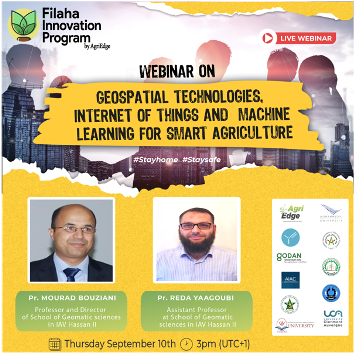 Filaha
Innovation
Program
by AgriEdge
LIVE WEBINAR
WEBINAR ON
GEOSPATIAL TECHNOLOGIES,
INTERNET OF THINGS AND MACHINE
LEARNING FOR SMART AGRICULTURE
#Stayhome #Staysafe
Pr. MOURAD BOUZIANI
Professor and Director
of School of Geomatic sciences
in IAV Hassan II
Pr. REDA YAAGOUBI
Assistant Professor
at School of Geomatic
sciences in IAV Hassan II
Agri
Edge
GODAN
AIAC
UNIVERSITY
Thursday September 10th 3pm (UTC+1)